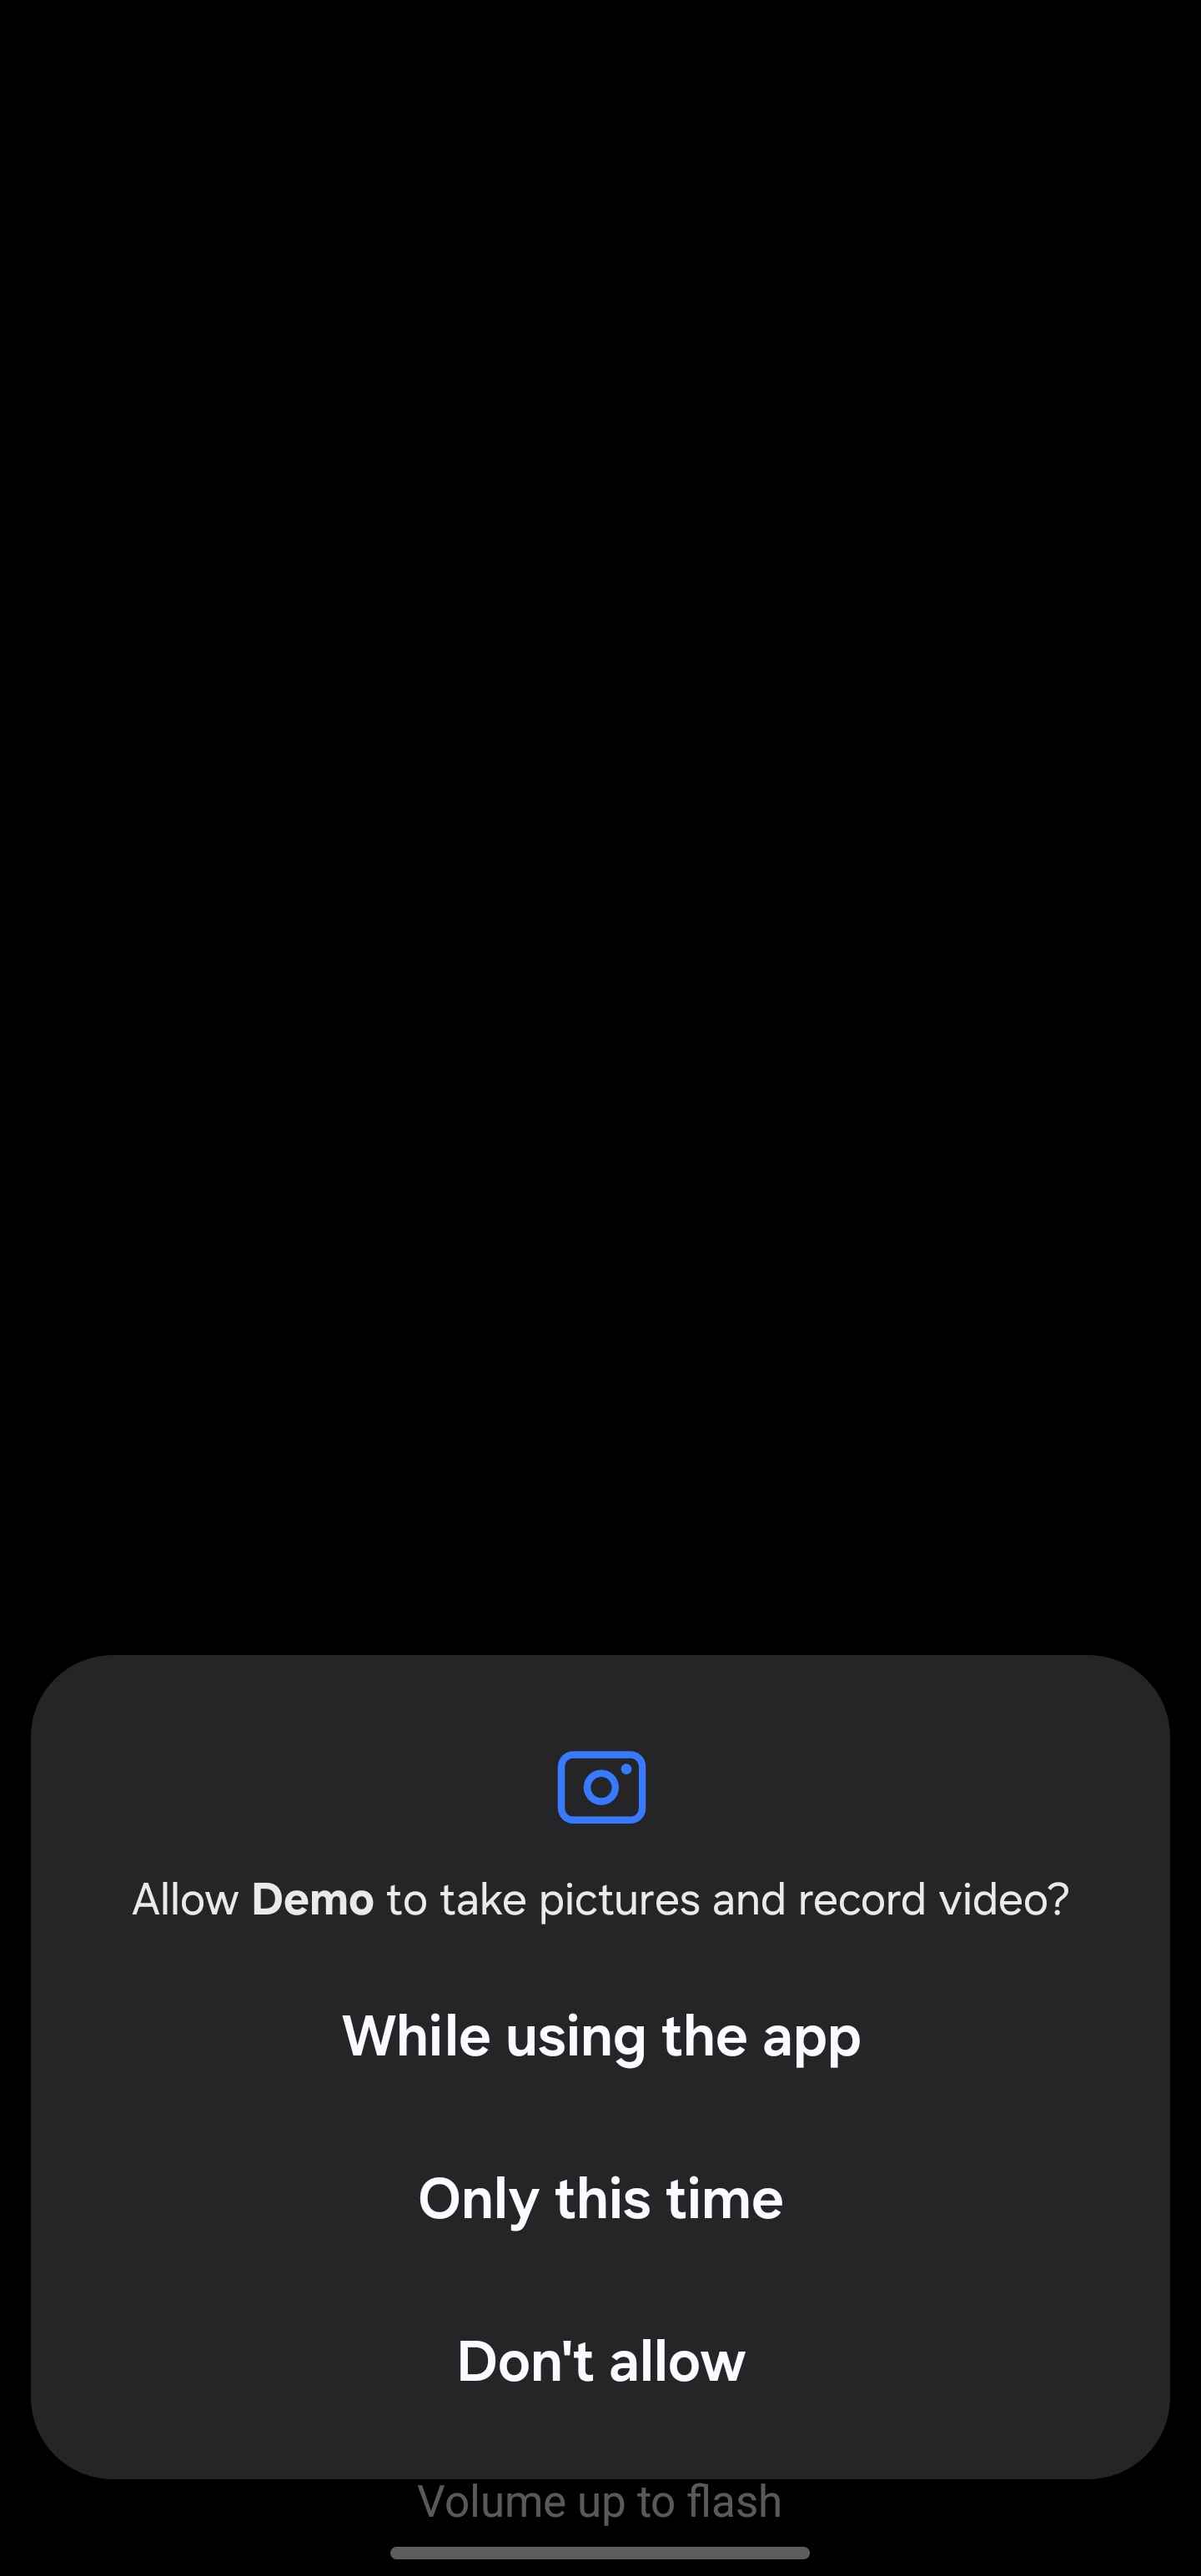 Allow Demo to take pictures and record video?
While using the app
Only this time
Don't allow
Volume up to flash